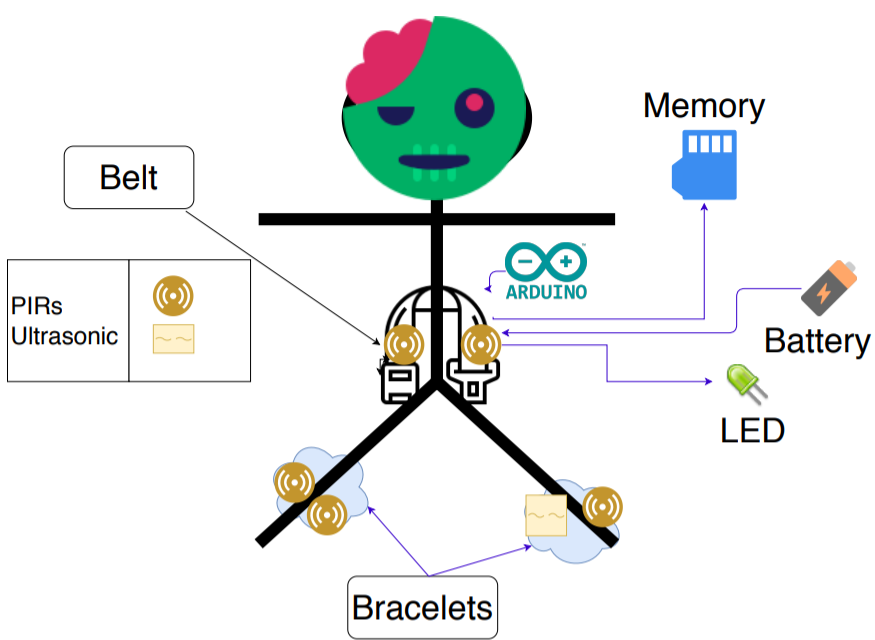 Memory
Belt
ARDUINO
PIRs
Ultrasonic
Battery
LED
Bracelets